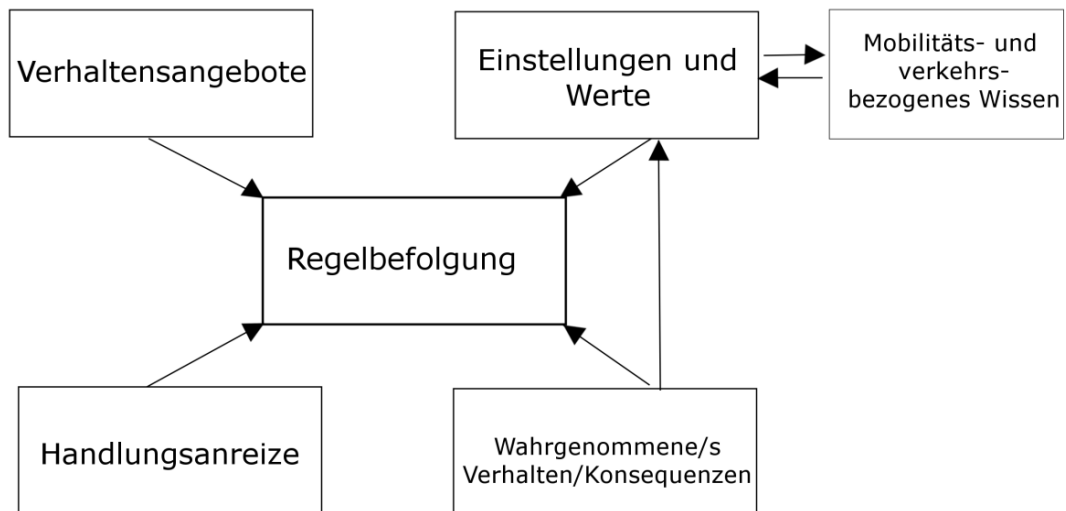 Verhaltensangebote
Einstellungen und
Werte
Mobilitäts- und
verkehrs-
bezogenes Wissen
Regelbefolgung
Handlungsanreize
Wahrgenommene/s
Verhalten/Konsequenzen